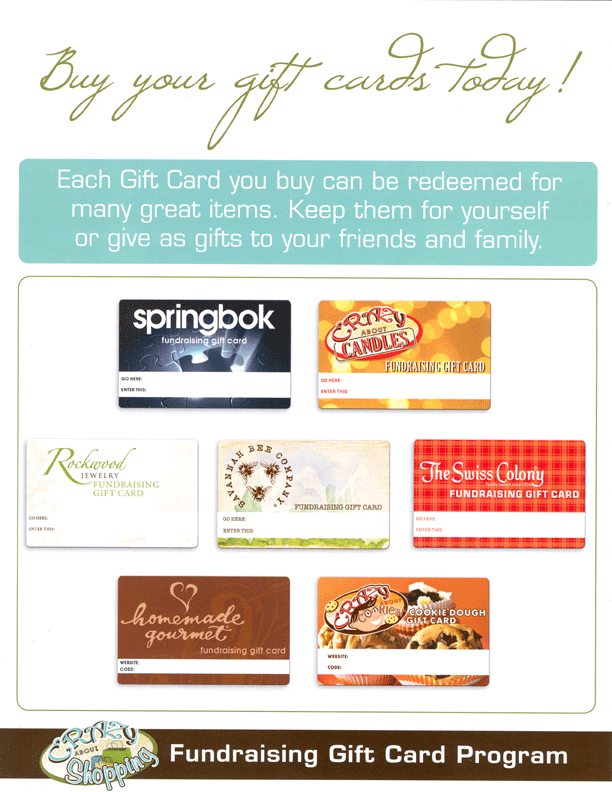 Buy your gift cards today!
Each Gift Card you buy can be redeemed for
many great items. Keep them for yourself
or give as gifts to your friends and family.
springbok
fundraising gift card
GO HERE:
ENTER THIS:
CRAZY
ABOUT
CANDLES
FUNDRAISING GIFT CARD
GO HERE:
ENTER THIS:
Rockwood
JEWELRY
FUNDRAISING
GIFT CARD
GO HERE:
ENTER THIS:
SAVANNAH BEE COMPANY
FUNDRAISING GIFT CARD
GO HERE:
ENTER THIS:
The Swiss Colony
FUNDRAISING GIFT CARD
GO HERE:
ENTER THIS:
homemade
gourmet
fundraising gift card
WEBSITE:
CODE:
CRAZY
ABOUT
Cookies
COOKIE DOUGH
GIFT CARD
WEBSITE:
CODE:
CRAZY
ABOUT
Shopping
Fundraising Gift Card Program